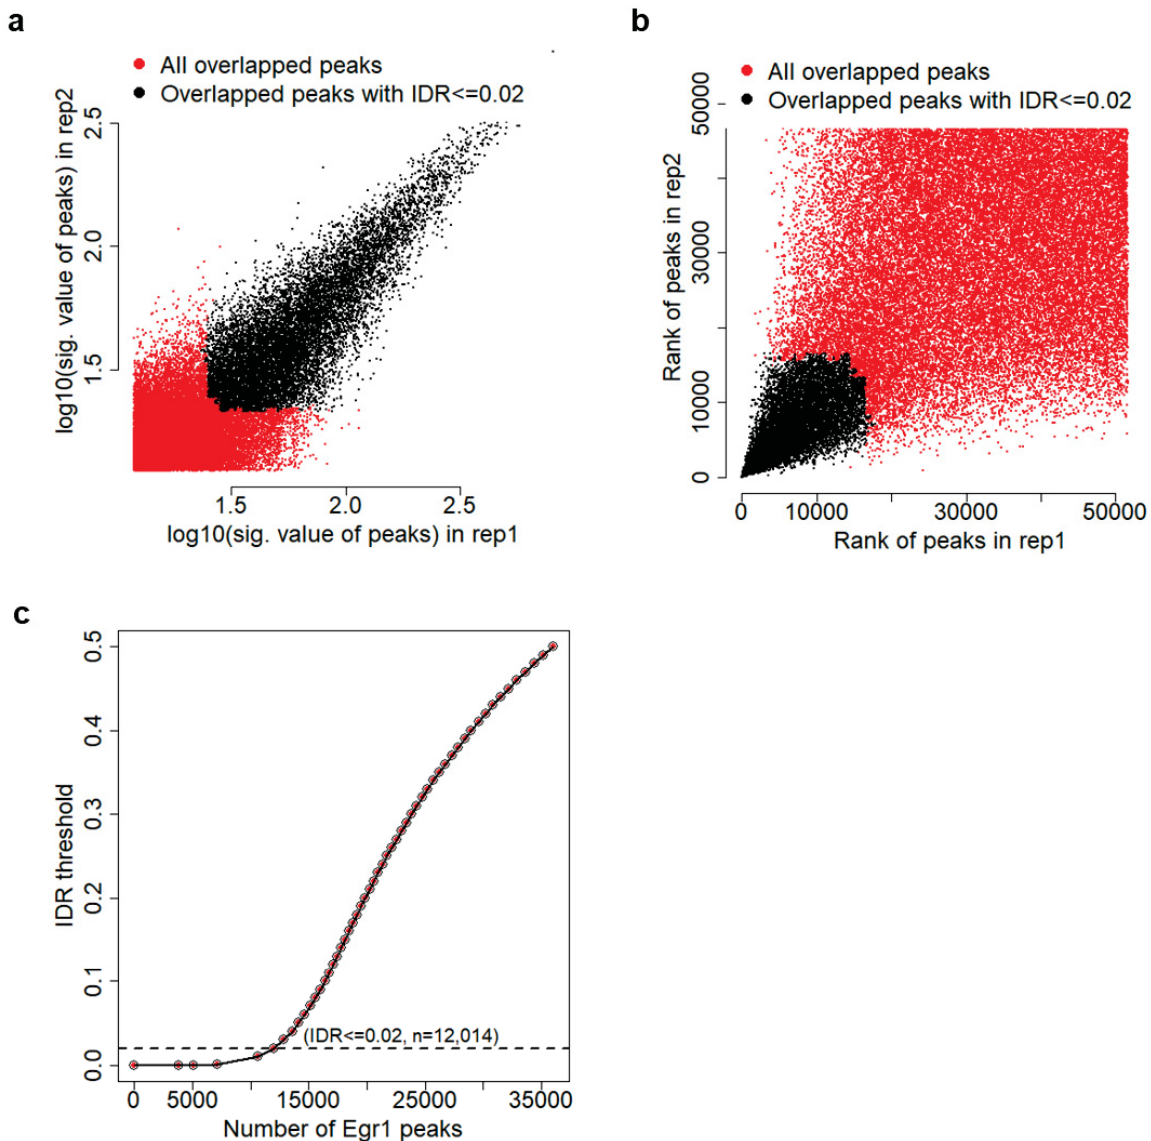 a
All overlapped peaks
Overlapped peaks with IDR<=0.02
log10(sig. value of peaks) in rep2
2.5
2.0
1.5
1.5 2.0 2.5
log10(sig. value of peaks) in rep1
b
All overlapped peaks
Overlapped peaks with IDR<=0.02
Rank of peaks in rep2
50000
30000
10000
0
0 10000 30000 50000
Rank of peaks in rep1
c
IDR threshold
0.5
0.4
0.3
0.2
0.1
0.0
(IDR<=0.02, n=12,014)
0 5000 15000 25000 35000
Number of Egr1 peaks